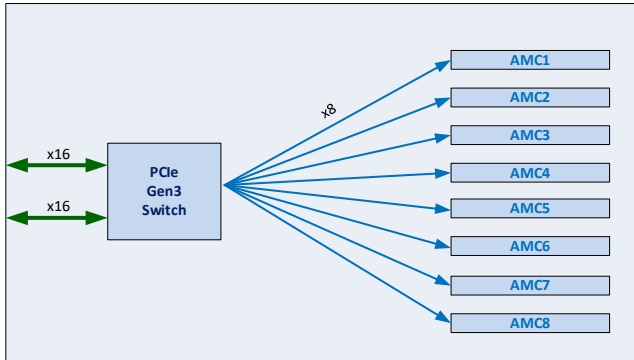 x16
x16
PCIe
Gen3
Switch
x8
AMC1
AMC2
AMC3
AMC4
AMC5
AMC6
AMC7
AMC8